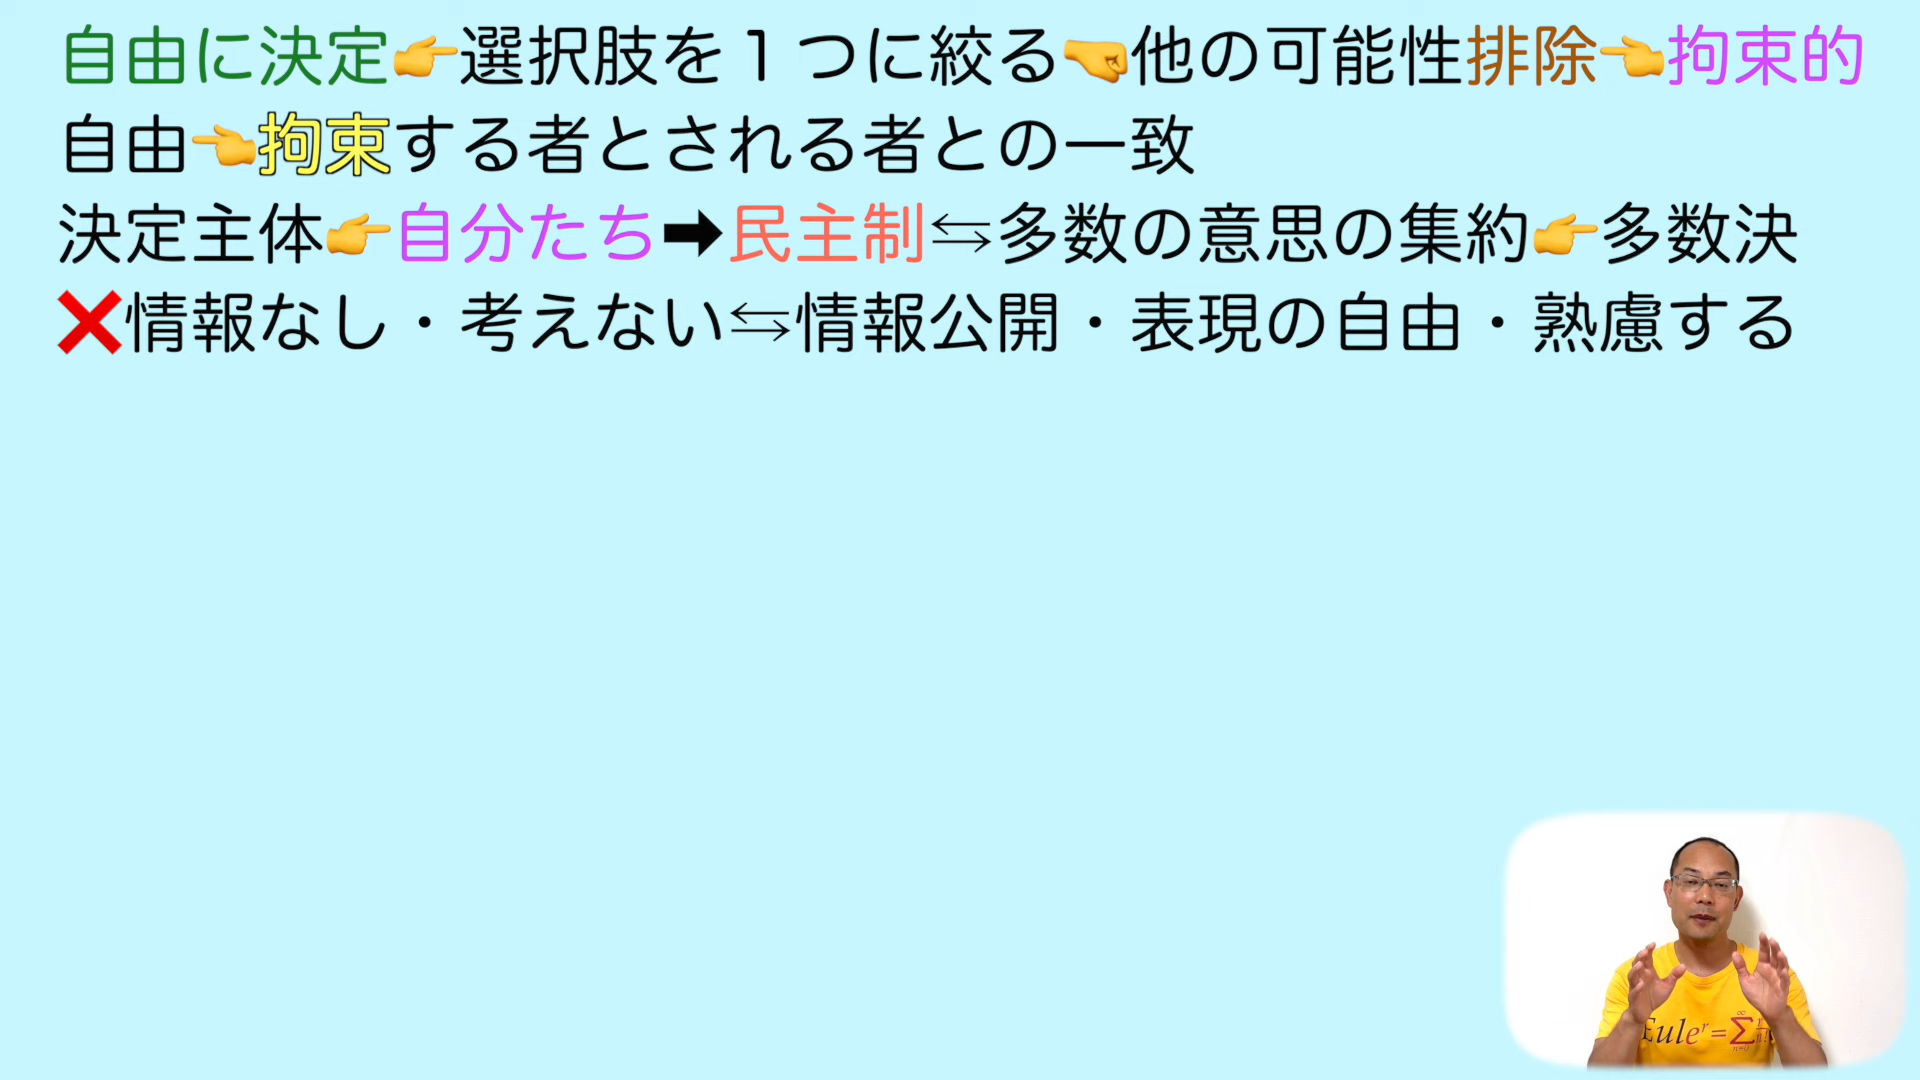 自由に決定👉選択肢を１つに絞る🤜他の可能性排除👈拘束的
自由👈拘束する者とされる者との一致
決定主体👉自分たち➡民主制⇆多数の意思の集約👉多数決
❌情報なし・考えない⇆情報公開・表現の自由・熟慮する
Euleʳ=∑